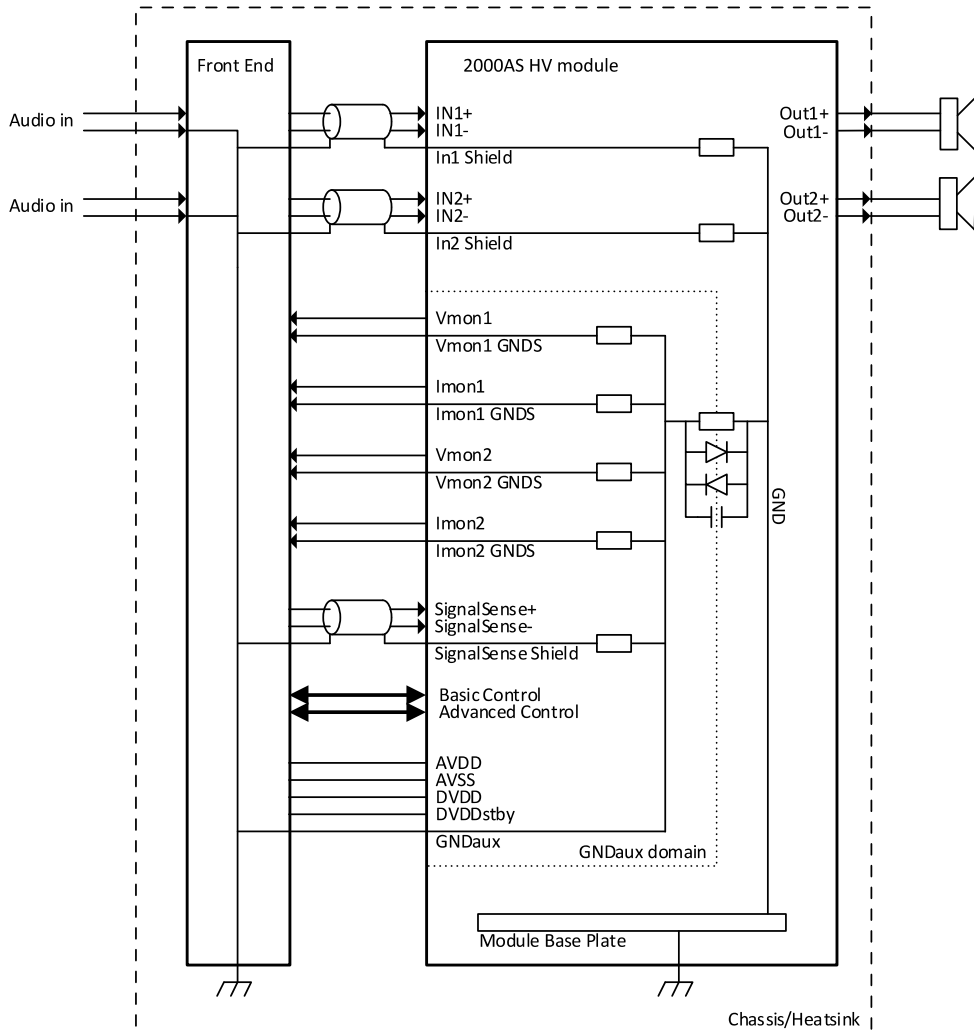 Front End
2000AS HV module
Audio in
IN1+
IN1-
In1 Shield
Out1+
Out1-
Audio in
IN2+
IN2-
In2 Shield
Out2+
Out2-
Vmon1
Vmon1 GNDS
Imon1
Imon1 GNDS
Vmon2
Vmon2 GNDS
GND
Imon2
Imon2 GNDS
SignalSense+
SignalSense-
SignalSense Shield
Basic Control
Advanced Control
AVDD
AVSS
DVDD
DVDDstby
GNDaux
GNDaux domain
Module Base Plate
Chassis/Heatsink